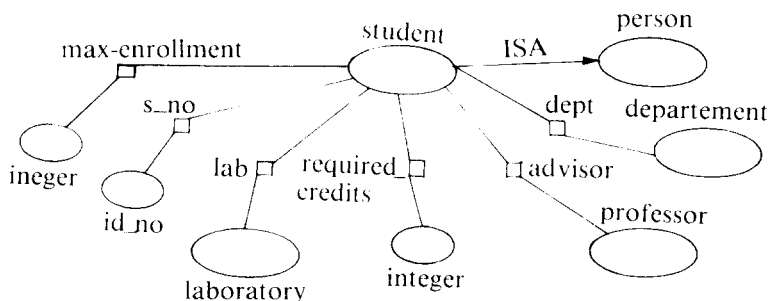 person
student
ISA
max-enrollment
s_no
dept
departement
ineger
lab
required_
credits
advisor
id_no
professor
laboratory
integer